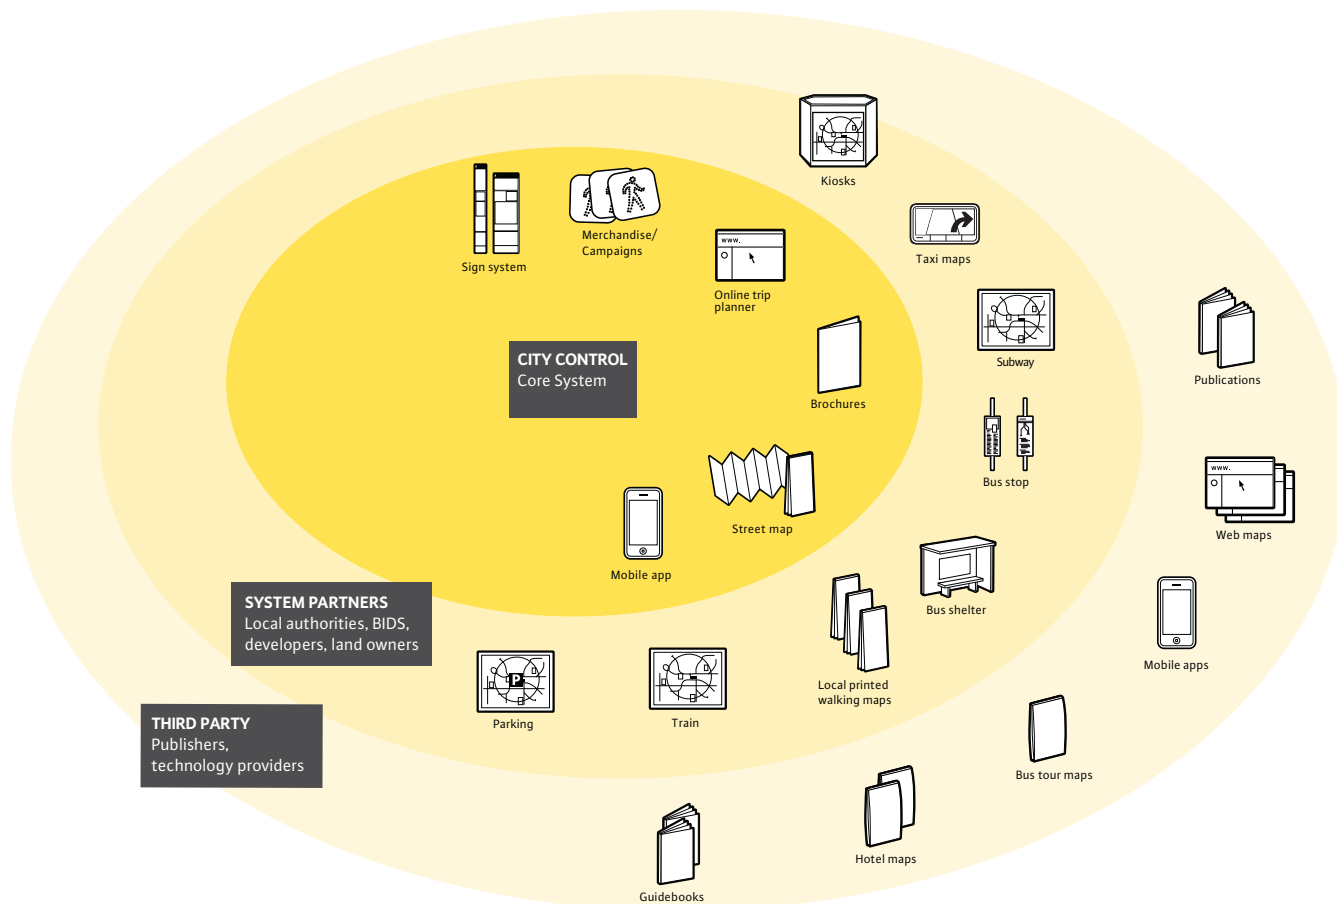 Kiosks
Sign system
Merchandise/
Campaigns
www.
Online trip
planner
Taxi maps
CITY CONTROL
Core System
Brochures
Subway
Publications
Bus stop
Street map
Mobile app
www.
Web maps
SYSTEM PARTNERS
Local authorities, BIDS,
developers, land owners
Bus shelter
Mobile apps
Local printed
walking maps
P
Parking
Train
THIRD PARTY
Publishers,
technology providers
Bus tour maps
Hotel maps
Guidebooks